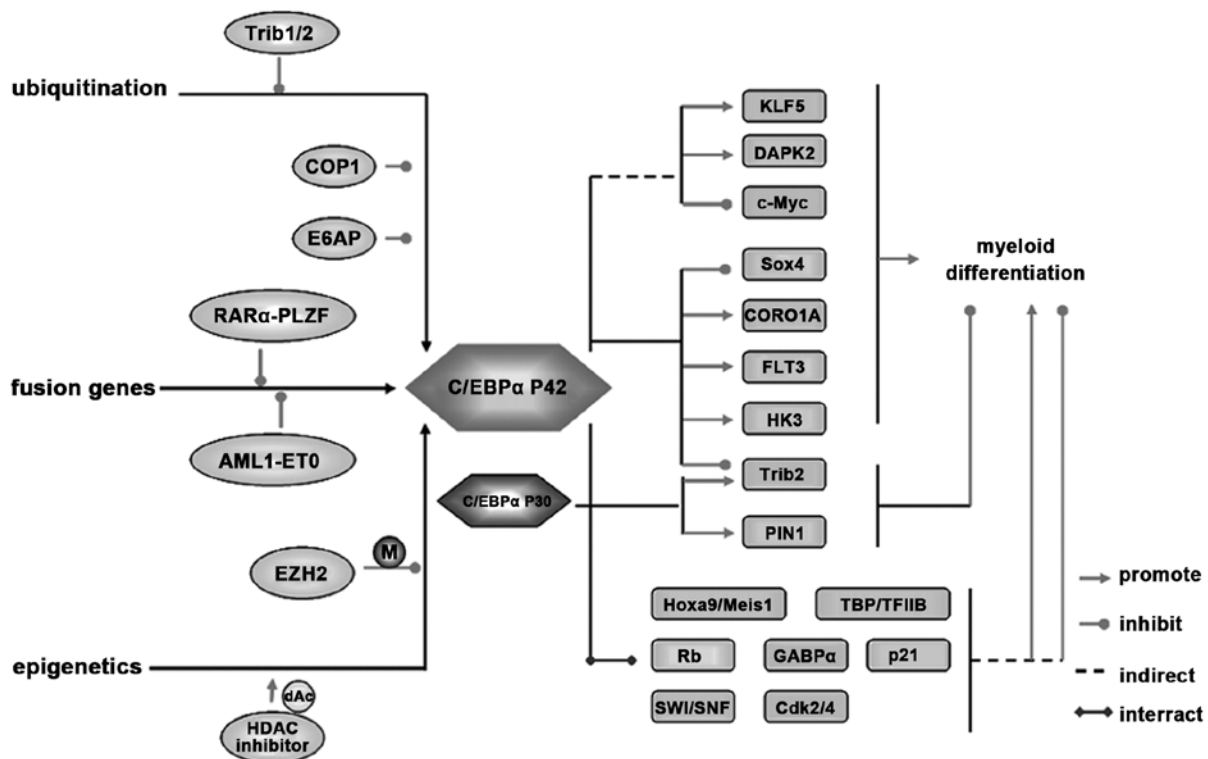 Trib1/2
ubiquitination
COP1
E6AP
RARα-PLZF
fusion genes
AML1-ET0
M
EZH2
epigenetics
dAc
HDAC
inhibitor
C/EBPα P42
C/EBPα P30
KLF5
DAPK2
c-Myc
Sox4
CORO1A
FLT3
HK3
Trib2
PIN1
myeloid
differentiation
Hoxa9/Meis1
TBP/TFIIB
Rb
GABPα
p21
SWI/SNF
Cdk2/4
promote
inhibit
indirect
interract